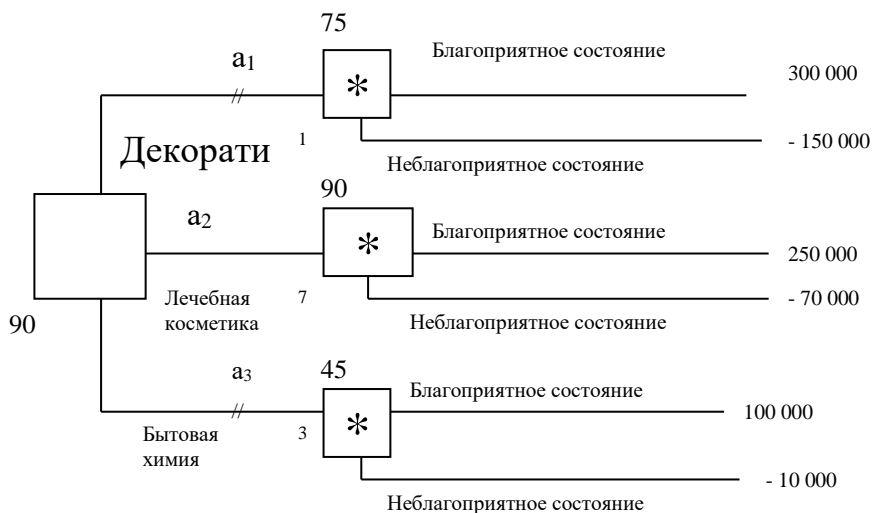 75
Благоприятное состояние
a1
300 000
*
1
- 150 000
Декорати
Неблагоприятное состояние
90
a2
Благоприятное состояние
*
250 000
Лечебная
косметика
7
- 70 000
90
Неблагоприятное состояние
a3
45
Благоприятное состояние
100 000
*
Бытовая
химия
3
- 10 000
Неблагоприятное состояние